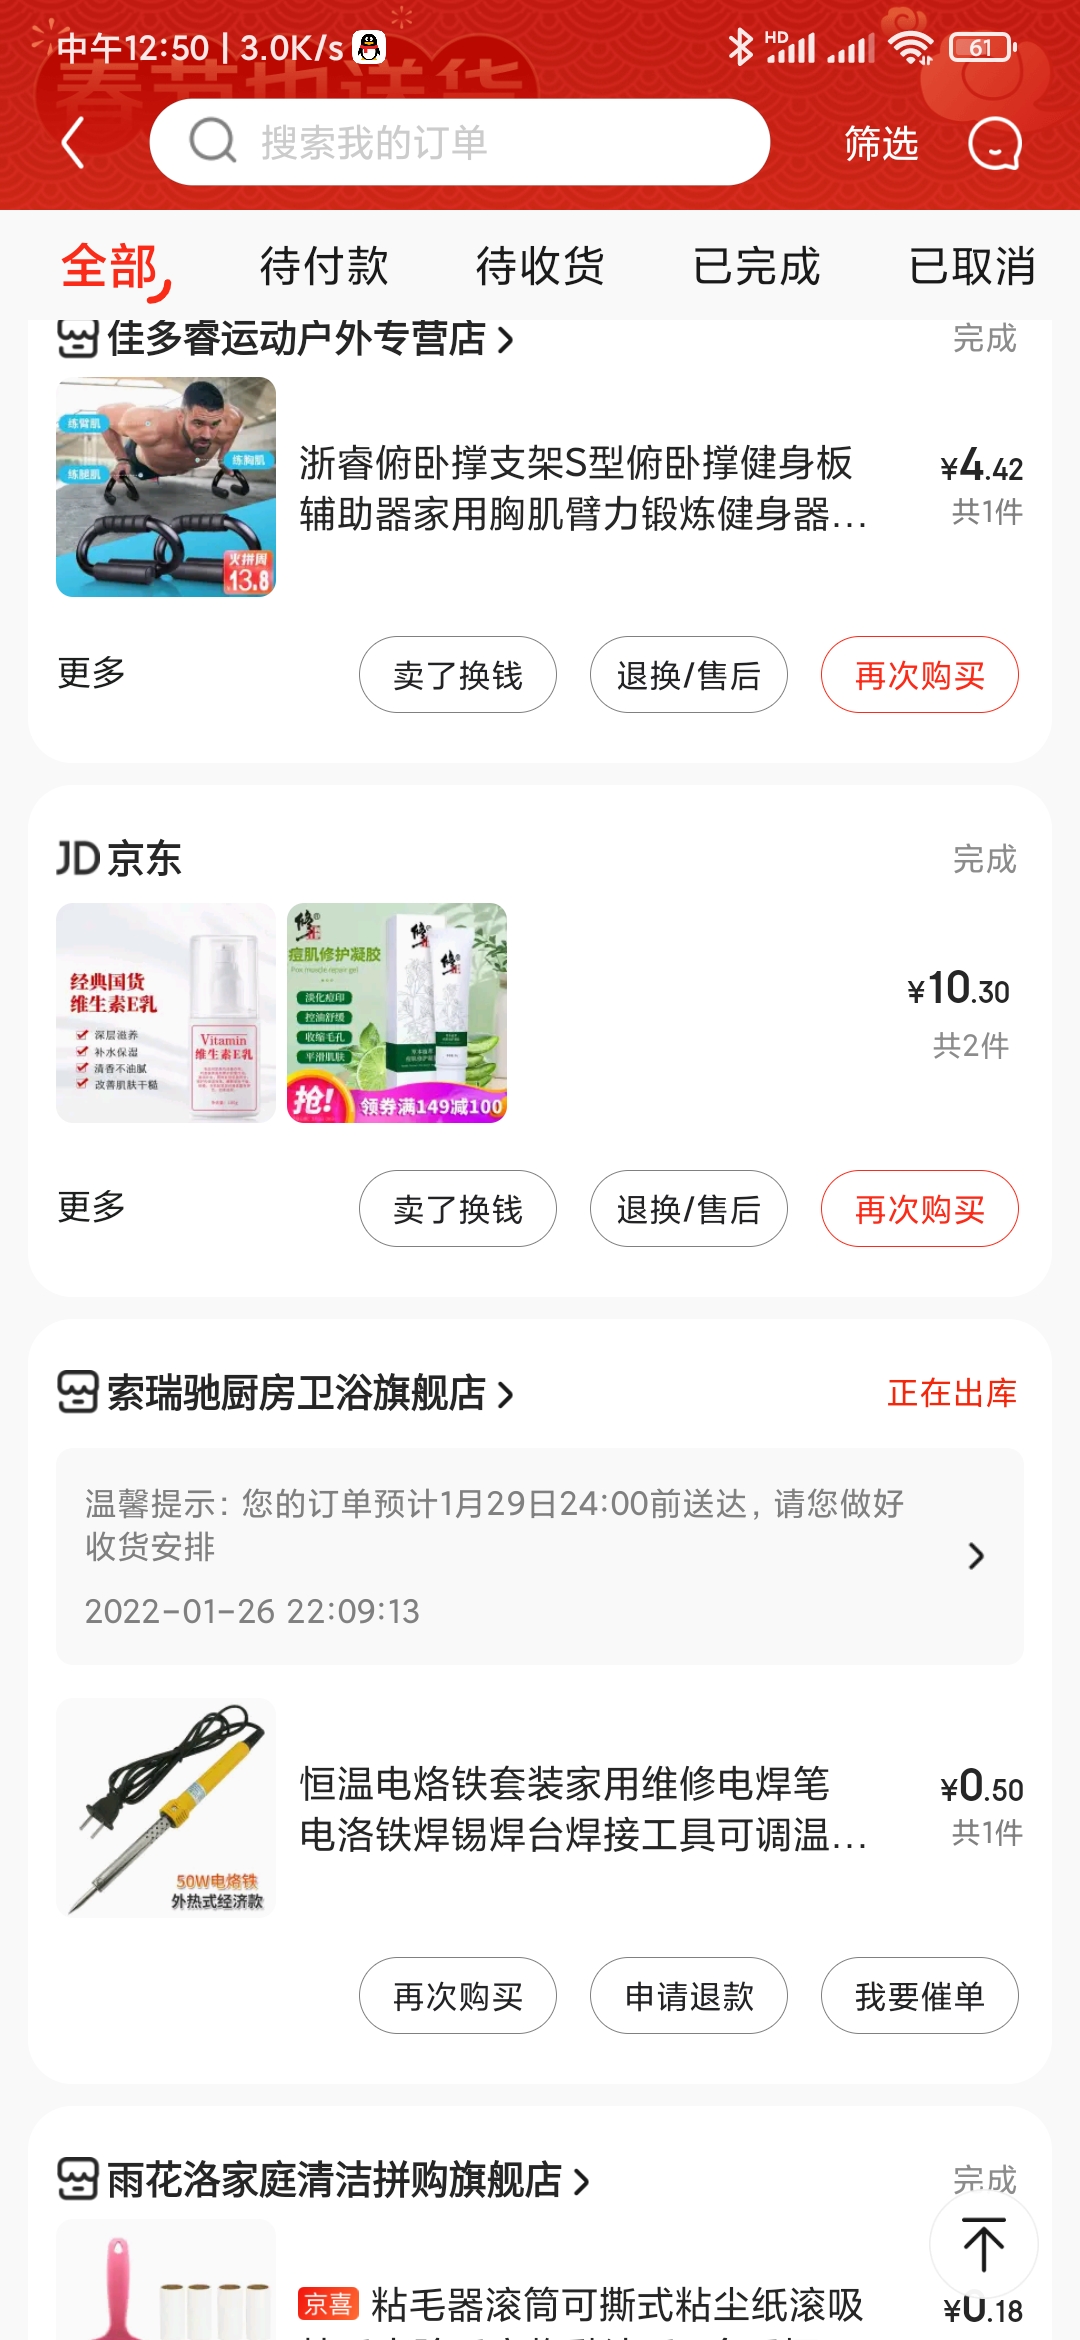 中午12:50 | 3.0K/s
HD
61
春节也送货
搜索我的订单
筛选
全部
待付款
待收货
已完成
已取消
佳多睿运动户外专营店
完成
练臂肌
练胸肌
练腿肌
火拼周
13.8
浙睿俯卧撑支架S型俯卧撑健身板
辅助器家用胸肌臂力锻炼健身器...
¥4.42
共1件
更多
卖了换钱
退换/售后
再次购买
JD京东
完成
经典国货
维生素E乳
深层滋养
补水保湿
清香不油腻
改善肌肤干糙
Vitamin
维生素E乳
修
痘肌修护凝胶
Pox muscle repair gel
淡化痘印
控油舒缓
收缩毛孔
平滑肌肤
抢!
领券满149减100
¥10.30
共2件
更多
卖了换钱
退换/售后
再次购买
索瑞驰厨房卫浴旗舰店
正在出库
温馨提示: 您的订单预计1月29日24:00前送达, 请您做好
收货安排
2022-01-26 22:09:13
50W电烙铁
外热式经济款
恒温电烙铁套装家用维修电焊笔
电洛铁焊锡焊台焊接工具可调温...
¥0.50
共1件
再次购买
申请退款
我要催单
雨花洛家庭清洁拼购旗舰店
完成
京喜 粘毛器滚筒可撕式粘尘纸滚吸
¥0.18